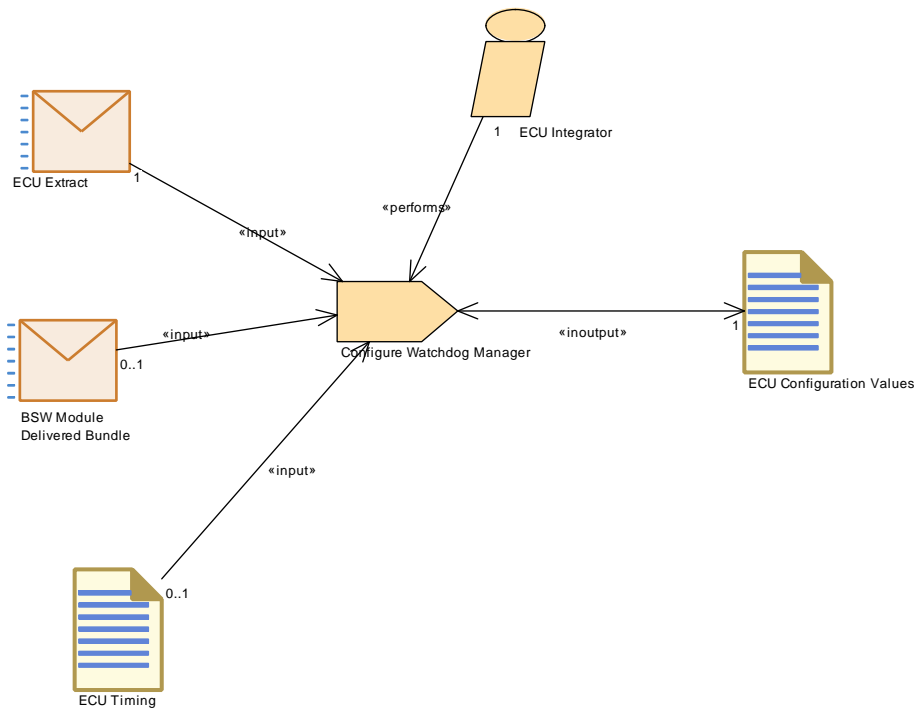 1
ECU Integrator
ECU Extract
1
«performs»
«input»
«input»
0..1
Configure Watchdog Manager
«inoutput»
1
ECU Configuration Values
BSW Module
Delivered Bundle
«input»
0..1
ECU Timing